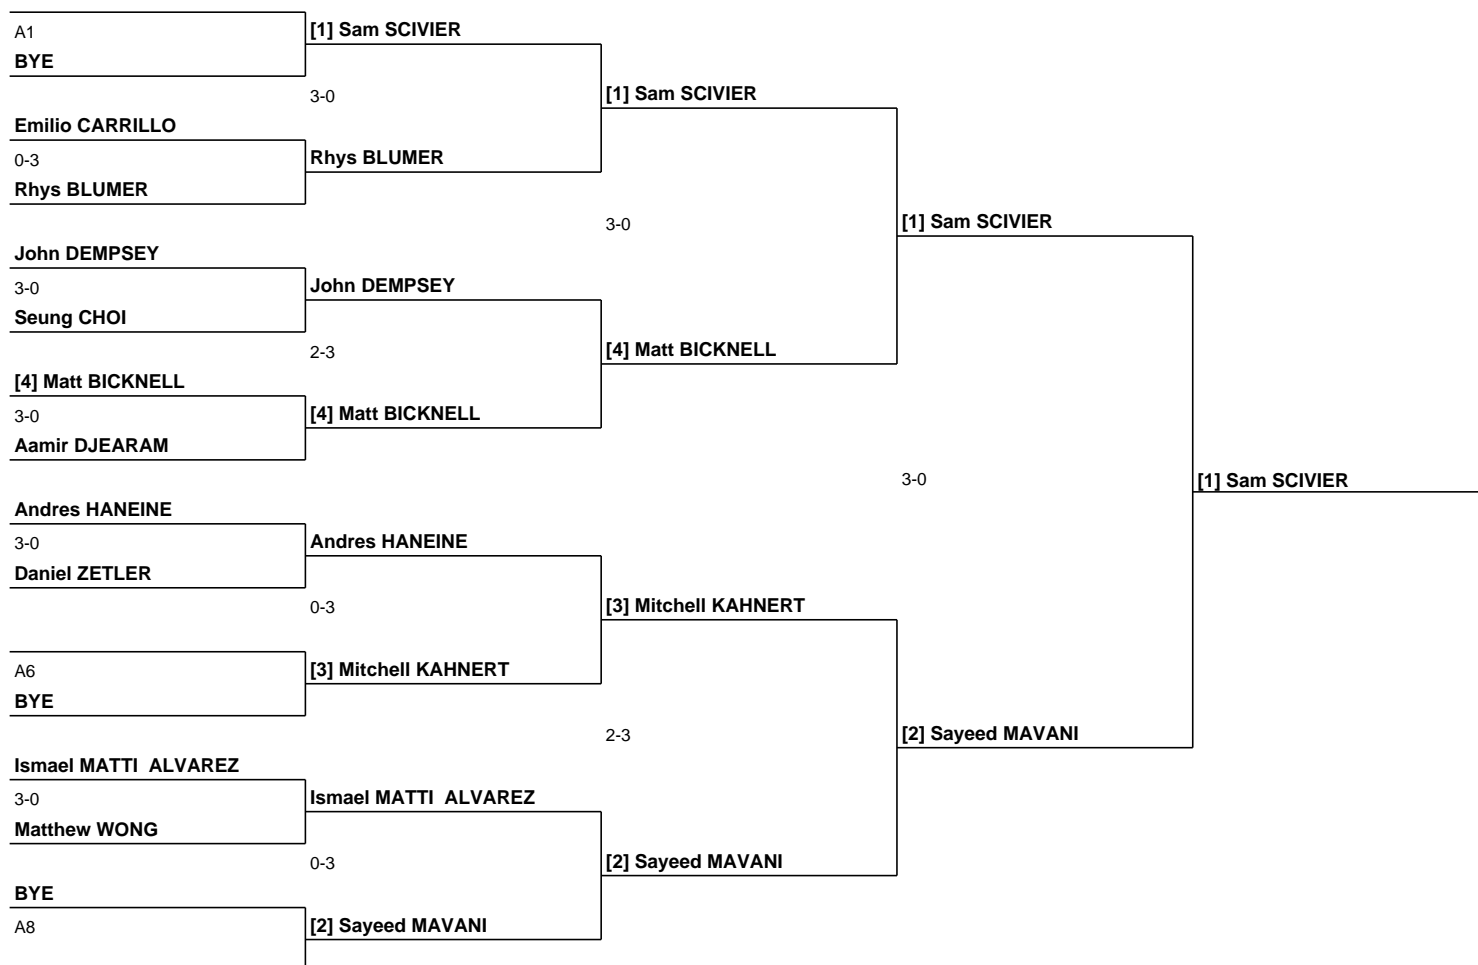 A1
BYE
Emilio CARRILLO
0-3
Rhys BLUMER
John DEMPSEY
3-0
Seung CHOI
[4] Matt BICKNELL
3-0
Aamir DJEARAM
Andres HANEINE
3-0
Daniel ZETLER
A6
BYE
Ismael MATTI  ALVAREZ
3-0
Matthew WONG
BYE
A8
[1] Sam SCIVIER
3-0
Rhys BLUMER
John DEMPSEY
2-3
[4] Matt BICKNELL
Andres HANEINE
0-3
[3] Mitchell KAHNERT
Ismael MATTI  ALVAREZ
0-3
[2] Sayeed MAVANI
[1] Sam SCIVIER
3-0
[4] Matt BICKNELL
[3] Mitchell KAHNERT
2-3
[2] Sayeed MAVANI
[1] Sam SCIVIER
3-0
[2] Sayeed MAVANI
[1] Sam SCIVIER